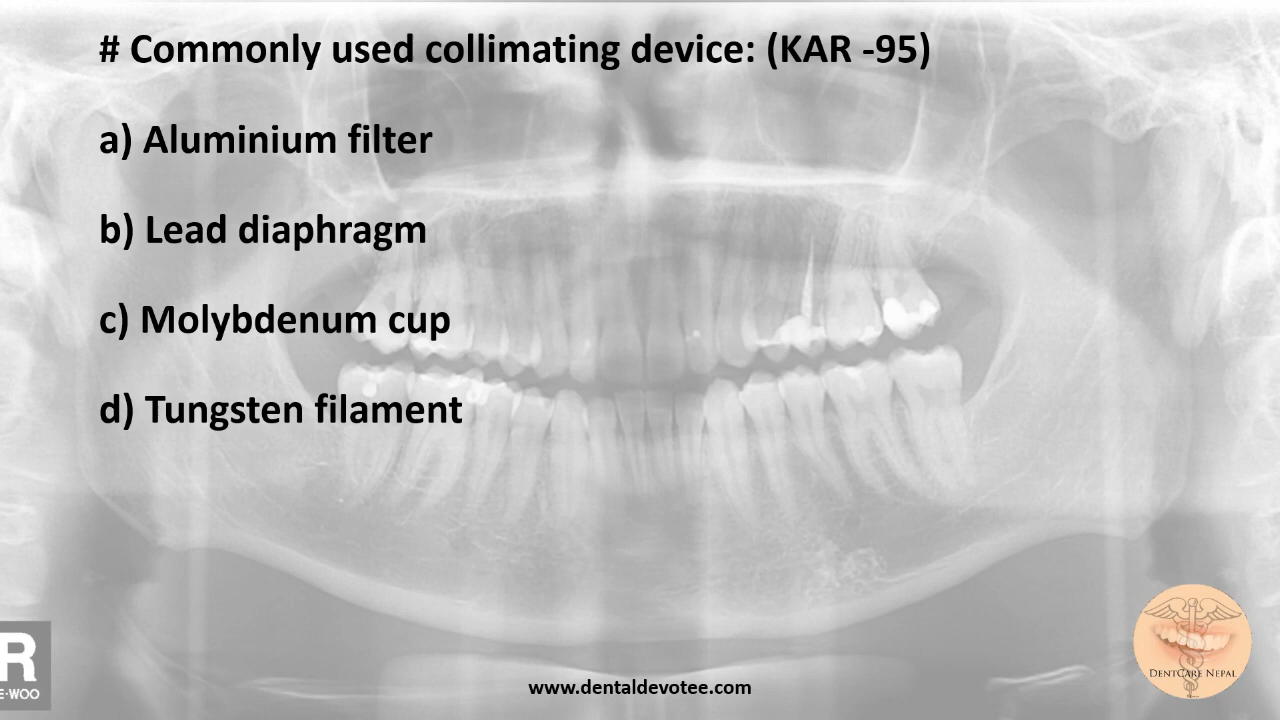 # Commonly used collimating device: (KAR -95)
a) Aluminium filter
b) Lead diaphragm
c) Molybdenum cup
d) Tungsten filament
R
E-WOO
DENTCARE NEPAL
www.dentaldevotee.com